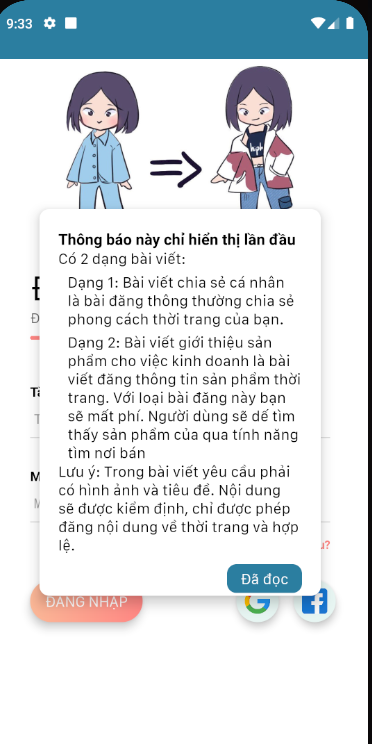 9:33
Thông báo này chỉ hiển thị lần đầu
Có 2 dạng bài viết:
Dạng 1: Bài viết chia sẻ cá nhân
là bài đăng thông thường chia sẻ
phong cách thời trang của bạn.
Dạng 2: Bài viết giới thiệu sản
phẩm cho việc kinh doanh là bài
viết đăng thông tin sản phẩm thời
trang. Với loại bài đăng này bạn
sẽ mất phí. Người dùng sẽ dể tìm
thấy sản phẩm của qua tính năng
tìm nơi bán
Lưu ý: Trong bài viết yêu cầu phải
có hình ảnh và tiêu đề. Nội dung
sẽ được kiểm định, chỉ được phép
đăng nội dung về thời trang và hợp
lệ.
Đã đọc
ĐĂNG NHẬP